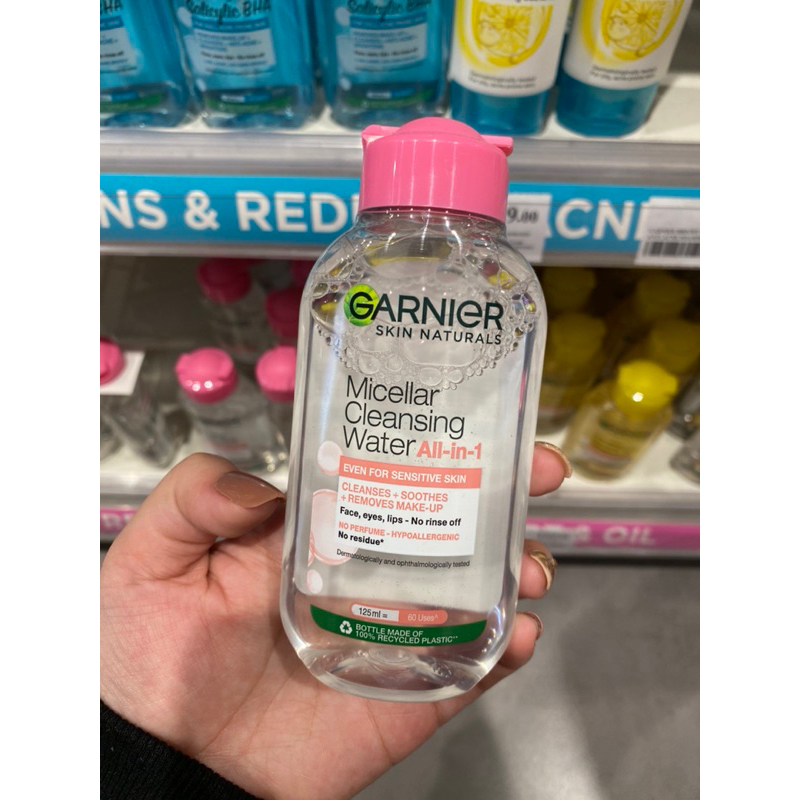 Salicylic BHA
Salicylic BHA
NS & RED
9.00
ACN
GARNIER
SKIN NATURALS
Micellar
Cleansing
Water All-in-1
EVEN FOR SENSITIVE SKIN
CLEANSES + SOOTHES
+ REMOVES MAKE-UP
Face, eyes, lips - No rinse off
NO PERFUME - HYPOALLERGENIC
No residue*
Dermatologically and ophthalmologically tested
125ml = 60 Uses^
BOTTLE MADE OF
100% RECYCLED PLASTIC**
& OIL